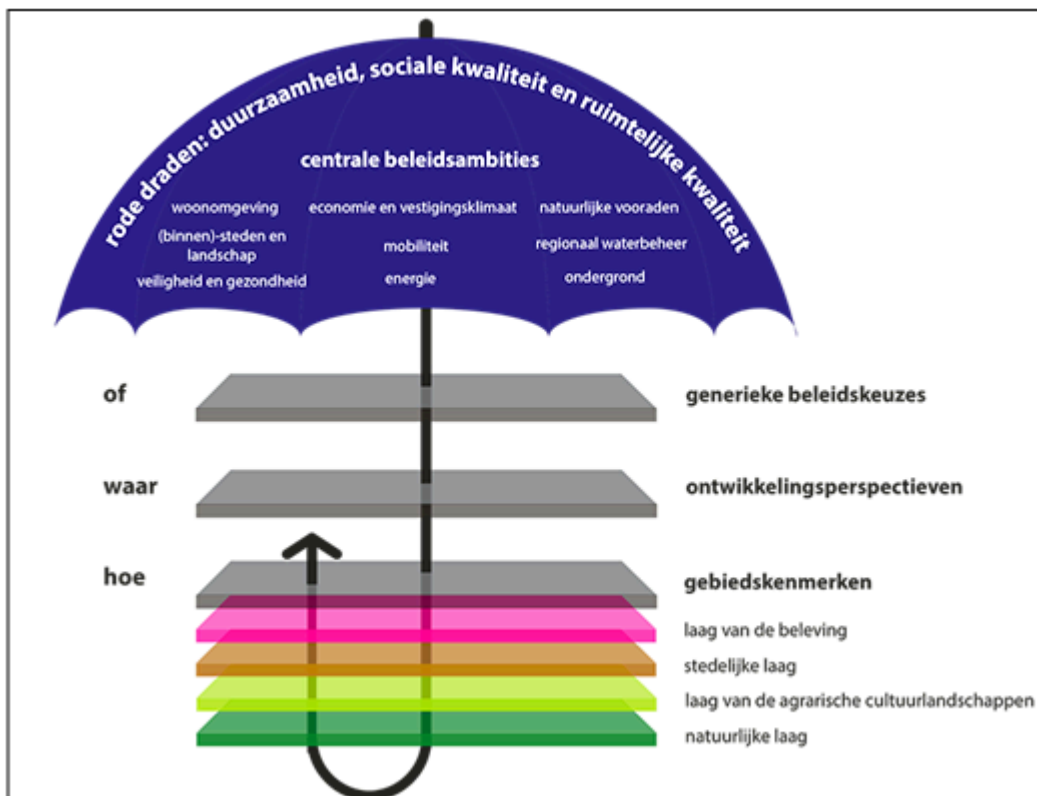 rode draden: duurzaamheid, sociale kwaliteit en ruimtelijke kwaliteit
centrale beleidsambities
woonomgeving
economie en vestigingsklimaat
natuurlijke vooraden
(binnen)-steden en
landschap
mobiliteit
regionaal waterbeheer
veiligheid en gezondheid
energie
ondergrond
of
generieke beleidskeuzes
waar
ontwikkelingsperspectieven
hoe
gebiedskenmerken
laag van de beleving
stedelijke laag
laag van de agrarische cultuurlandschappen
natuurlijke laag